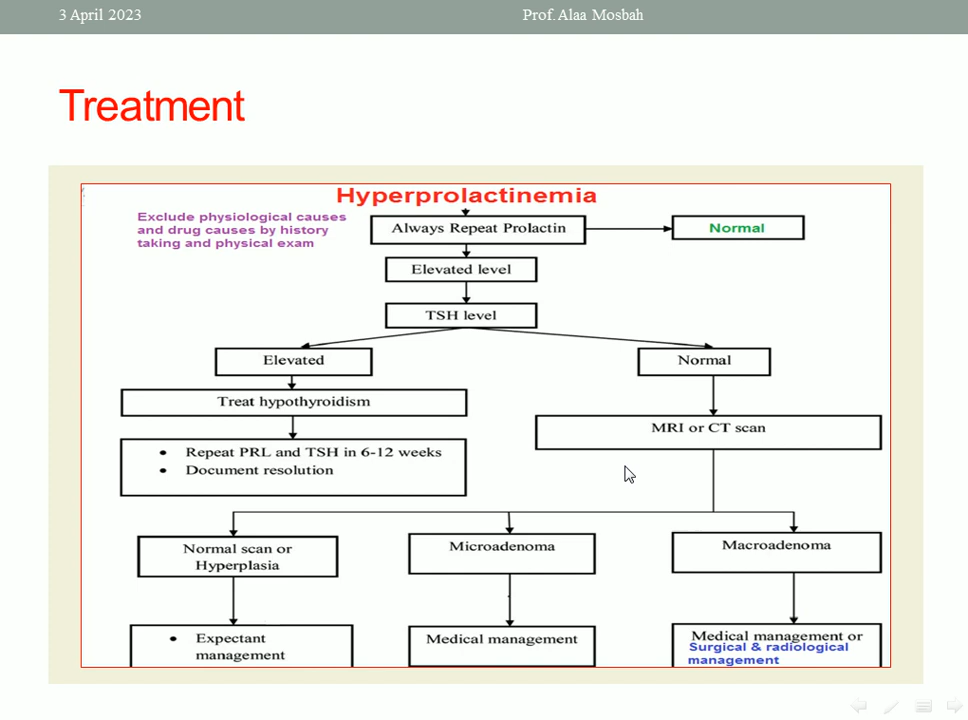 3 April 2023
Prof. Alaa Mosbah
Treatment
Hyperprolactinemia
Exclude physiological causes
and drug causes by history
taking and physical exam
Always Repeat Prolactin
Normal
Elevated level
TSH level
Elevated
Normal
Treat hypothyroidism
MRI or CT scan
• Repeat PRL and TSH in 6-12 weeks
• Document resolution
Normal scan or
Hyperplasia
Microadenoma
Macroadenoma
• Expectant
management
Medical management
Medical management or
Surgical & radiological
management